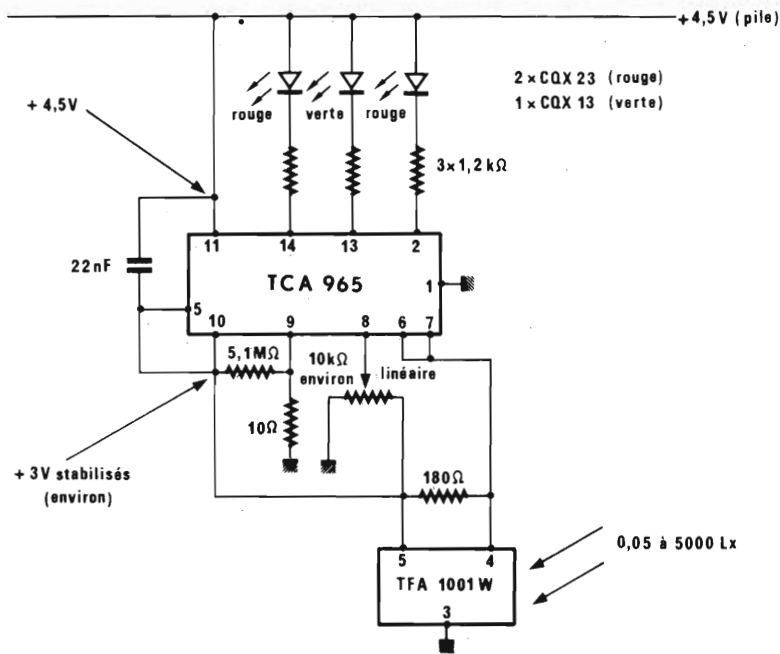 + 4,5V (pile)
2 x CQX 23 (rouge)
1 x CQX 13 (verte)
+ 4,5V
rouge
verte
rouge
3 x 1,2 kΩ
11
14
13
2
22nF
TCA 965
1
5
10
9
8
6
7
5,1MΩ
10kΩ
environ
linéaire
10Ω
+ 3V stabilisés
(environ)
180Ω
0,05 à 5000 Lx
5
4
TFA 1001W
3